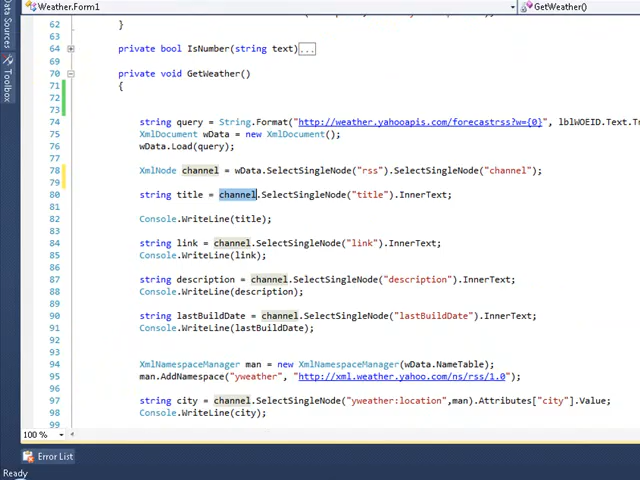 Weather.Form1
GetWeather()
Data Sources
Toolbox
62 }
63
64 private bool IsNumber(string text)...
70 private void GetWeather()
71 {
72
73
74 string query = String.Format("http://weather.yahooapis.com/forecastrss?w={0}", lblWOEID.Text.T
75 XmlDocument wData = new XmlDocument();
76 wData.Load(query);
77
78 XmlNode channel = wData.SelectSingleNode("rss").SelectSingleNode("channel");
79
80 string title = channel.SelectSingleNode("title").InnerText;
81
82 Console.WriteLine(title);
83
84 string link = channel.SelectSingleNode("link").InnerText;
85 Console.WriteLine(link);
86
87 string description = channel.SelectSingleNode("description").InnerText;
88 Console.WriteLine(description);
89
90 string lastBuildDate = channel.SelectSingleNode("lastBuildDate").InnerText;
91 Console.WriteLine(lastBuildDate);
92
93
94 XmlNamespaceManager man = new XmlNamespaceManager(wData.NameTable);
95 man.AddNamespace("yweather", "http://xml.weather.yahoo.com/ns/rss/1.0");
96
97 string city = channel.SelectSingleNode("yweather:location",man).Attributes["city"].Value;
98 Console.WriteLine(city);
99
100 %
Error List
Ready